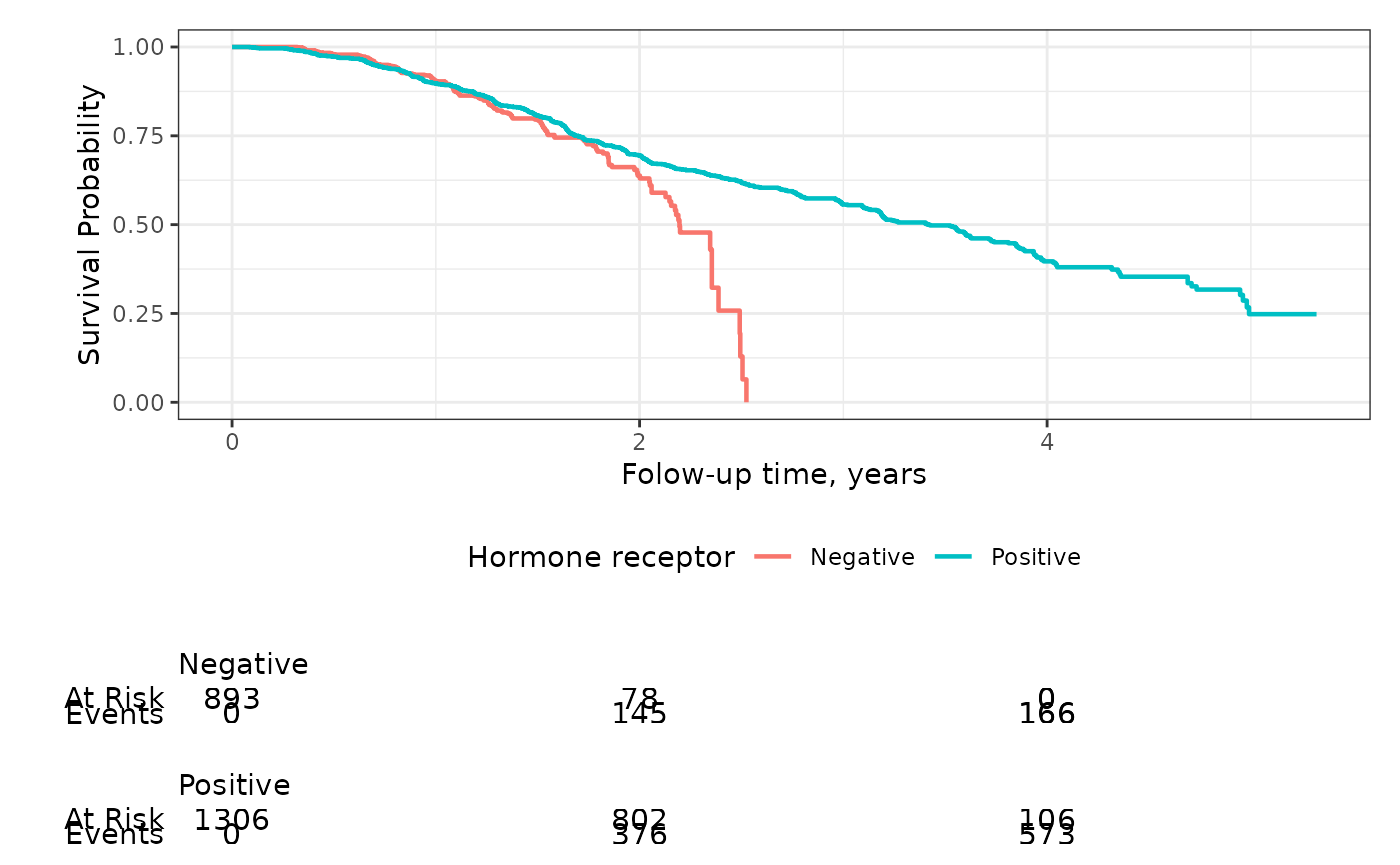 1.00
0.75
0.50
0.25
0.00
Survival Probability
0 2 4
Folow-up time, years
Hormone receptor Negative Positive
Negative
At Risk 893 78 0
Events 0 145 166
Positive
At Risk 1306 802 106
Events 0 376 573